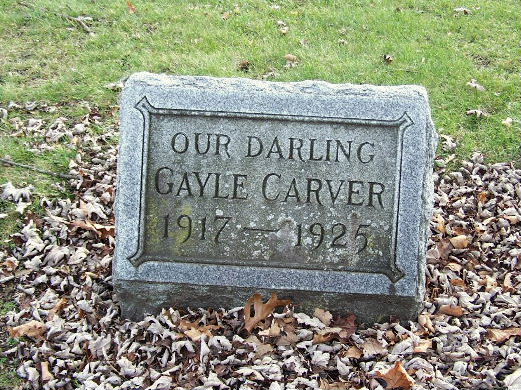 OUR DARLING
GAYLE CARVER
1917 — 1925